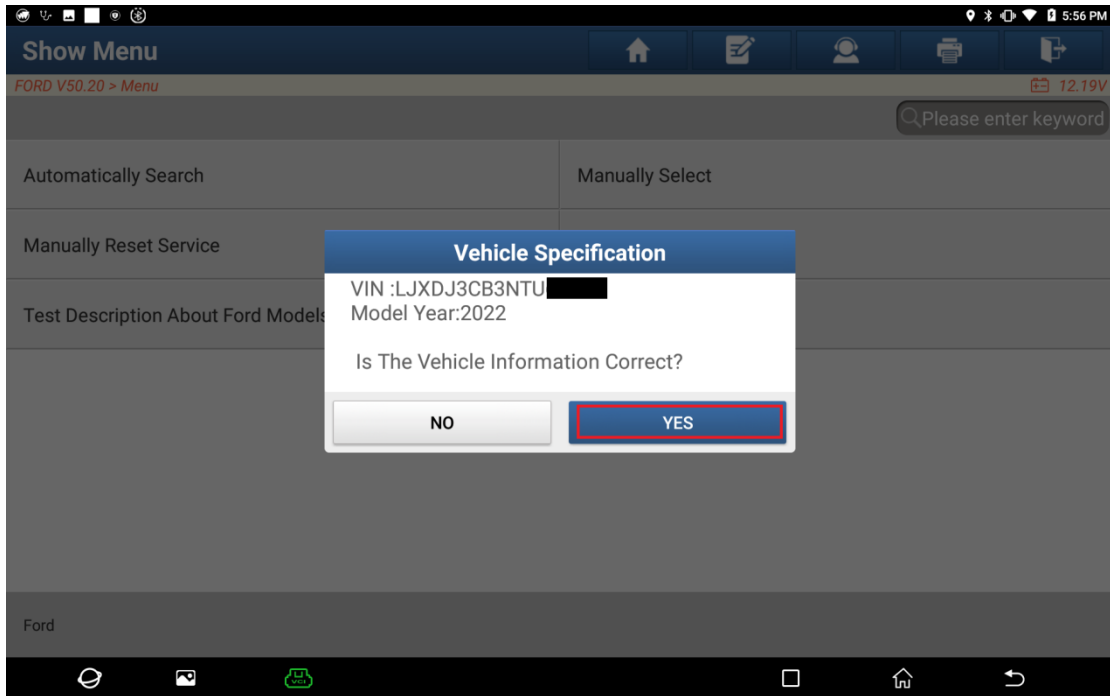 5:56 PM
Show Menu
FORD V50.20 > Menu
12.19V
Please enter keyword
Automatically Search
Manually Select
Manually Reset Service
Vehicle Specification
VIN :LJXDJ3CB3NTU
Model Year:2022
Test Description About Ford Models
Is The Vehicle Information Correct?
NO
YES
Ford
VCI